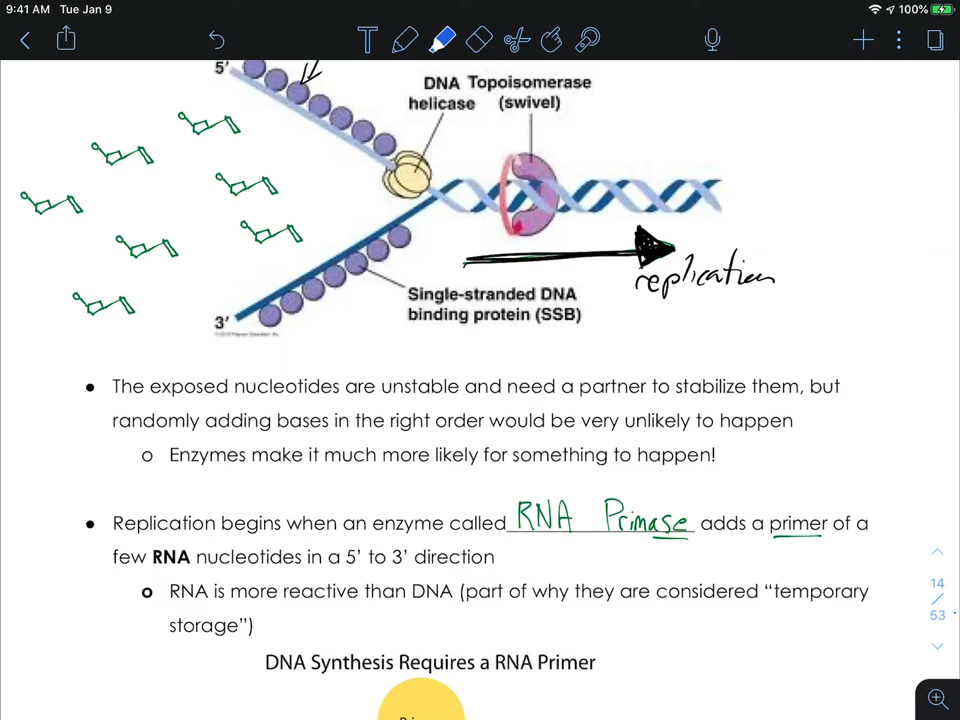 9:41 AM Tue Jan 9
100%
T
5'
DNA Topoisomerase
helicase (swivel)
replication
Single-stranded DNA
binding protein (SSB)
3'
● The exposed nucleotides are unstable and need a partner to stabilize them, but
randomly adding bases in the right order would be very unlikely to happen
o Enzymes make it much more likely for something to happen!
● Replication begins when an enzyme called RNA Primase adds a primer of a
few RNA nucleotides in a 5' to 3' direction
o RNA is more reactive than DNA (part of why they are considered “temporary
storage”)
14
/
53
DNA Synthesis Requires a RNA Primer